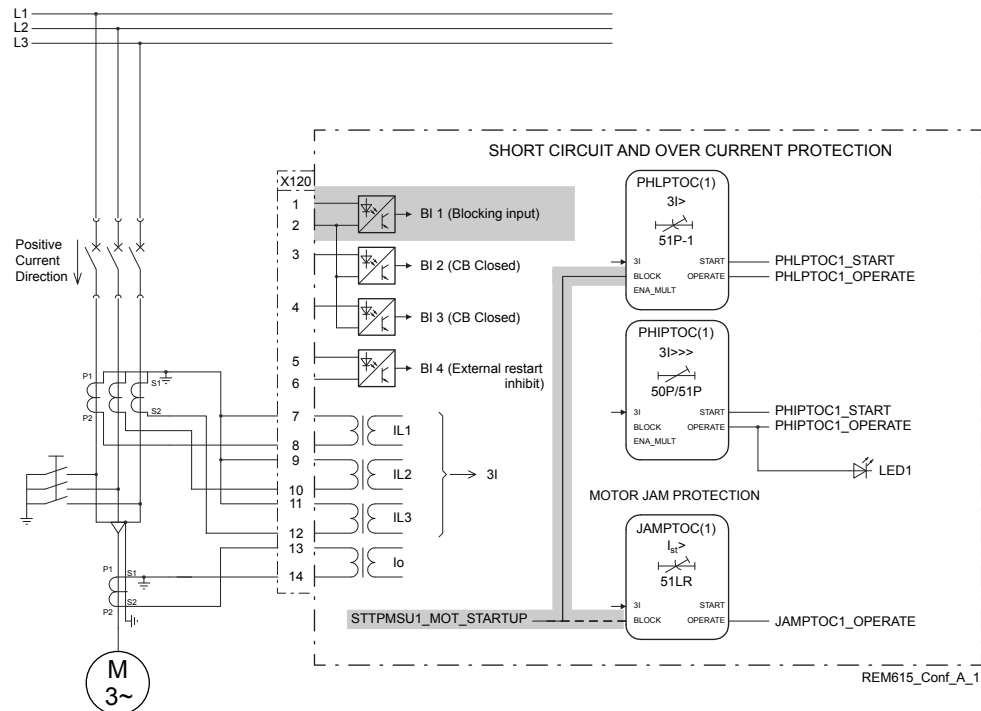 L1
L2
L3
SHORT CIRCUIT AND OVER CURRENT PROTECTION
X120
1
2
3
4
5
6
7
8
9
10
11
12
13
14
BI 1 (Blocking input)
BI 2 (CB Closed)
BI 3 (CB Closed)
BI 4 (External restart
inhibit)
Positive
Current
Direction
P1
P2
S1
S2
IL1
IL2
IL3
Io
3I
P1
P2
S1
S2
M
3~
PHLPTOC(1)
3I>
51P-1
3I
BLOCK
ENA_MULT
START
OPERATE
PHLPTOC1_START
PHLPTOC1_OPERATE
PHIPTOC(1)
3I>>>
50P/51P
3I
BLOCK
ENA_MULT
START
OPERATE
PHIPTOC1_START
PHIPTOC1_OPERATE
LED1
MOTOR JAM PROTECTION
JAMPTOC(1)
Ist>
51LR
3I
BLOCK
START
OPERATE
JAMPTOC1_OPERATE
STTPMSU1_MOT_STARTUP
REM615_Conf_A_1